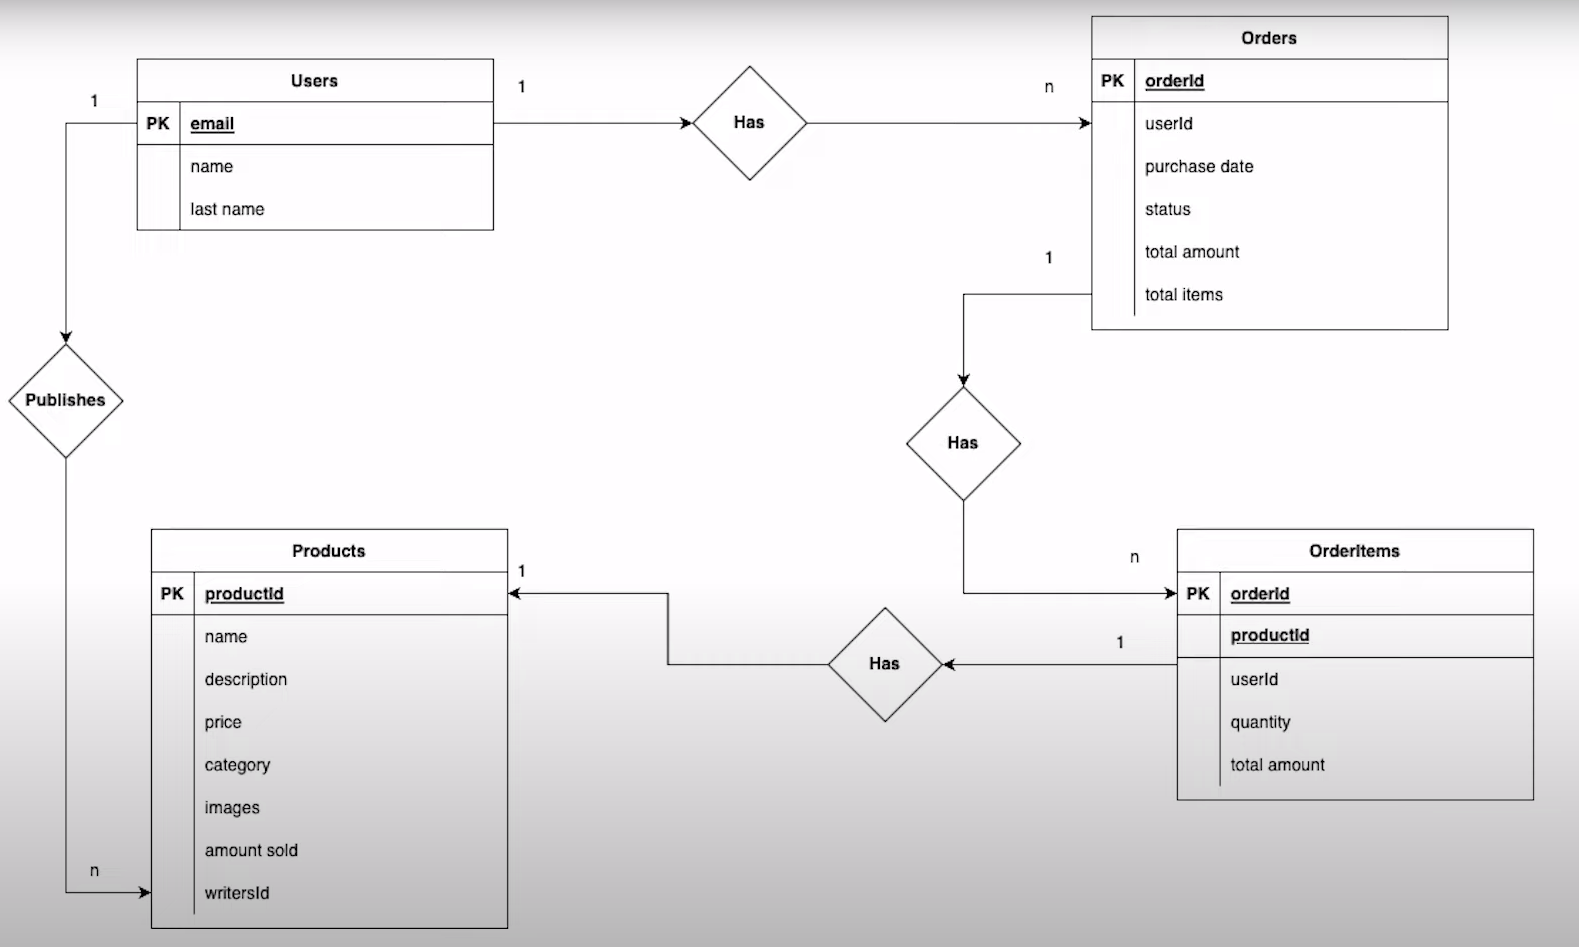 Users
PK email
name
last name
1
1
Has
n
Orders
PK orderId
userId
purchase date
status
total amount
total items
1
Publishes
Has
n
Products
PK productId
name
description
price
category
images
amount sold
writersId
n
1
Has
1
OrderItems
PK orderId
productId
userId
quantity
total amount